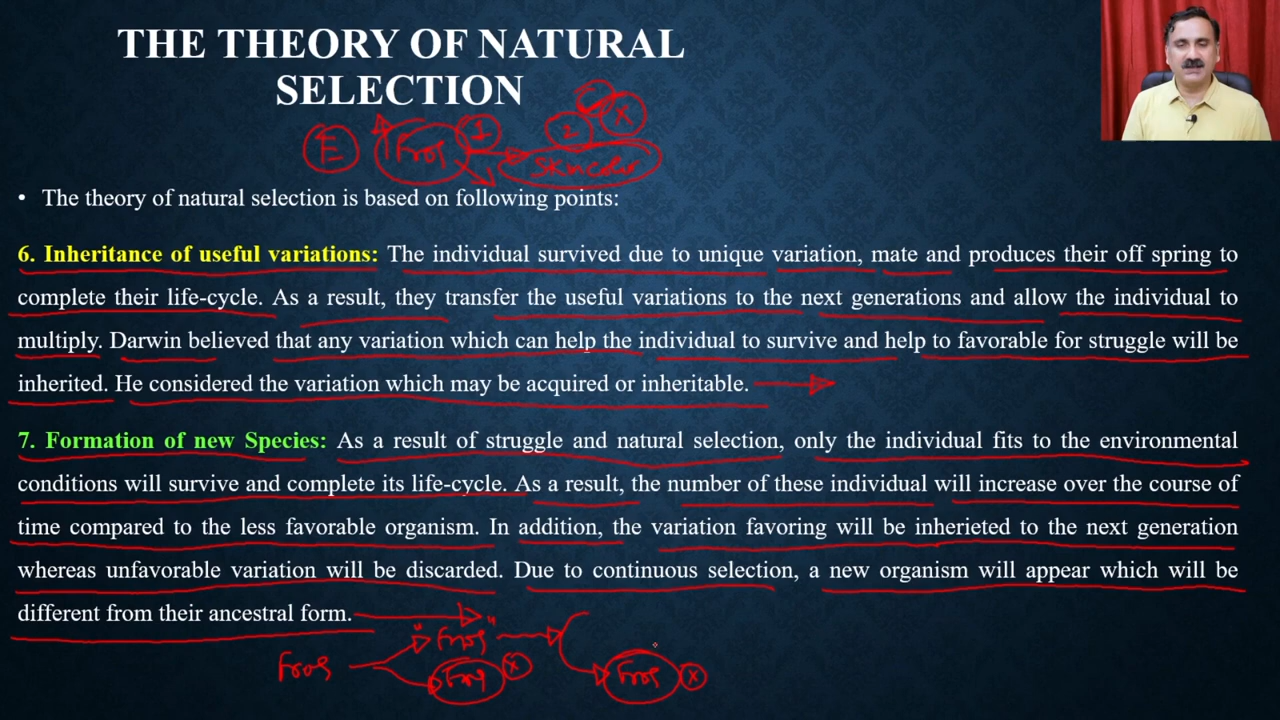 THE THEORY OF NATURAL
SELECTION
E Frog 1 2 X
Skin color
• The theory of natural selection is based on following points:
6. Inheritance of useful variations: The individual survived due to unique variation, mate and produces their off spring to
complete their life-cycle. As a result, they transfer the useful variations to the next generations and allow the individual to
multiply. Darwin believed that any variation which can help the individual to survive and help to favorable for struggle will be
inherited. He considered the variation which may be acquired or inheritable.
7. Formation of new Species: As a result of struggle and natural selection, only the individual fits to the environmental
conditions will survive and complete its life-cycle. As a result, the number of these individual will increase over the course of
time compared to the less favorable organism. In addition, the variation favoring will be inherieted to the next generation
whereas unfavorable variation will be discarded. Due to continuous selection, a new organism will appear which will be
different from their ancestral form.
"Frog"
Frog X Frog X